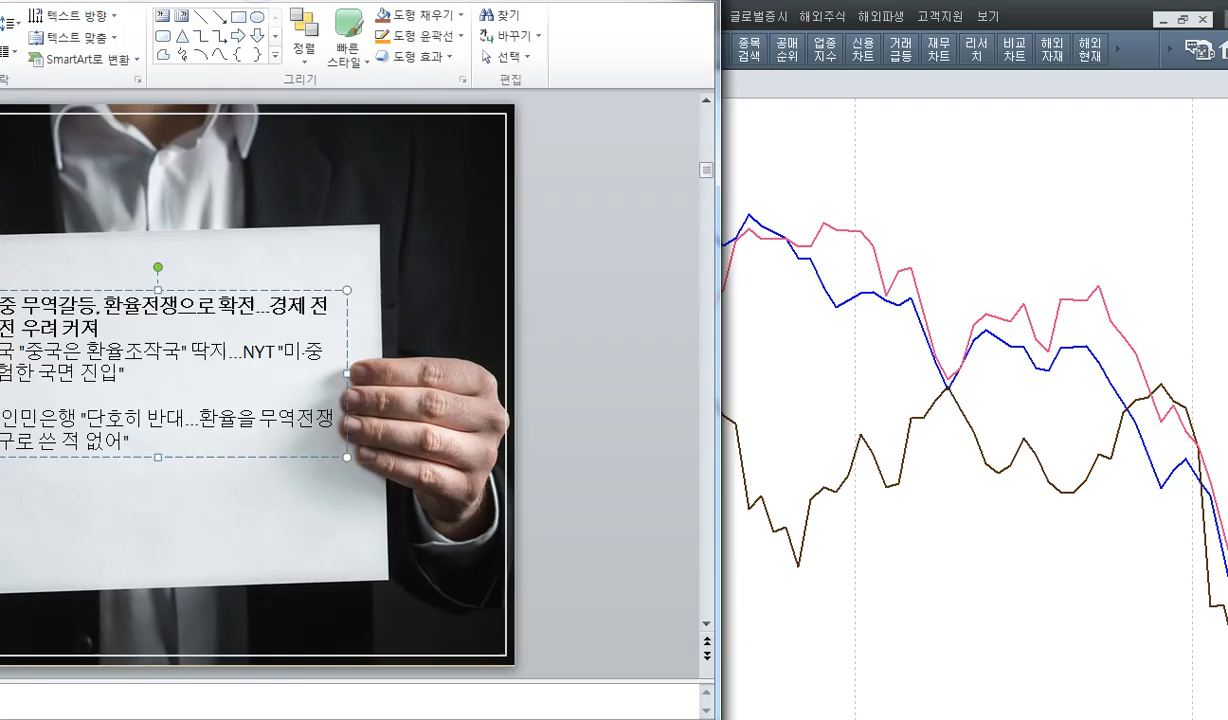 텍스트 방향
텍스트 맞춤
SmartArt로 변환
정렬
빠른
스타일
도형 채우기
도형 윤곽선
도형 효과
찾기
바꾸기
선택
락
그리기
편집
중 무역갈등, 환율전쟁으로 확전...경제 전
전 우려 커져
국 "중국은 환율조작국" 딱지...NYT "미·중
험한 국면 진입"
인민은행 "단호히 반대...환율을 무역전쟁
구로 쓴 적 없어"
글로벌증시 해외주식 해외파생 고객지원 보기
종목
검색
공매
순위
업종
지수
신용
차트
거래
급등
재무
차트
리서
치
비교
차트
해외
자재
해외
현재